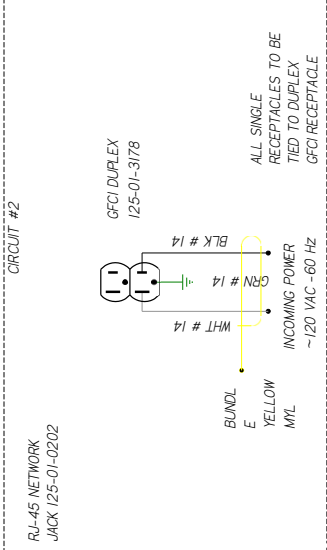 CIRCUIT #2
RJ-45 NETWORK
JACK 125-01-0202
GFCI DUPLEX
125-01-3178
WHT # 14
GRN # 14
BLK # 14
BUNDL
E
YELLOW
MYL
INCOMING POWER
~120 VAC -60 Hz
ALL SINGLE
RECEPTACLES TO BE
TIED TO DUPLEX
GFCI RECEPTACLE